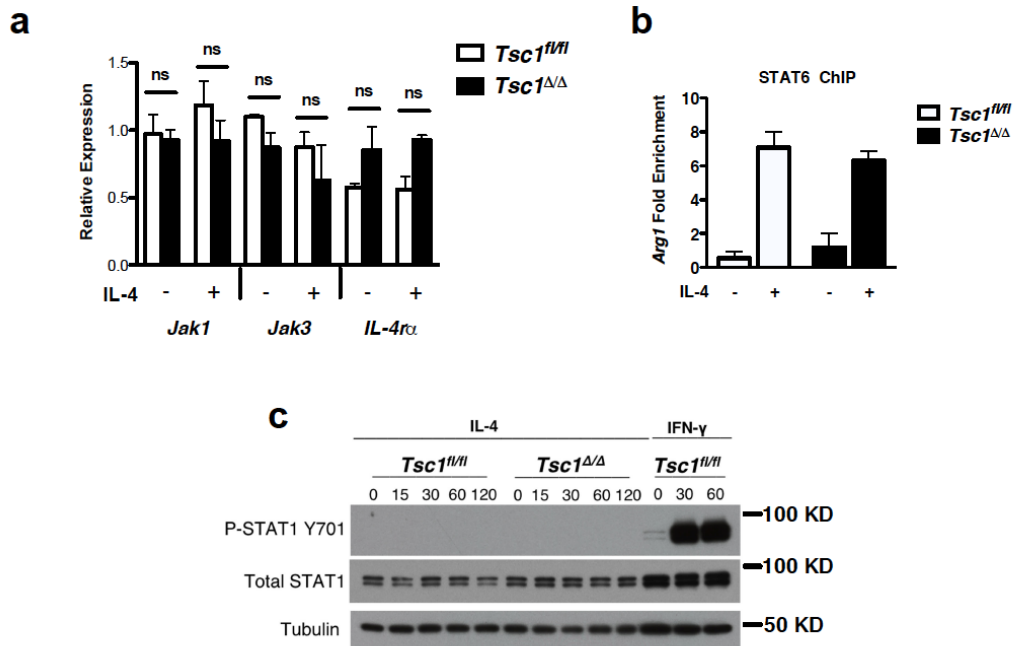 a
Relative Expression
1.5
1.0
0.5
0.0
ns ns ns ns ns ns
Tsc1fl/fl
Tsc1Δ/Δ
IL-4 - + - + - +
Jak1 Jak3 IL-4rα
b
STAT6 ChIP
Arg1 Fold Enrichment
10
8
6
4
2
0
Tsc1fl/fl
Tsc1Δ/Δ
IL-4 - + - +
c
IL-4 IFN-γ
Tsc1fl/fl Tsc1Δ/Δ Tsc1fl/fl
0 15 30 60 120 0 15 30 60 120 0 30 60
P-STAT1 Y701 100 KD
Total STAT1 100 KD
Tubulin 50 KD